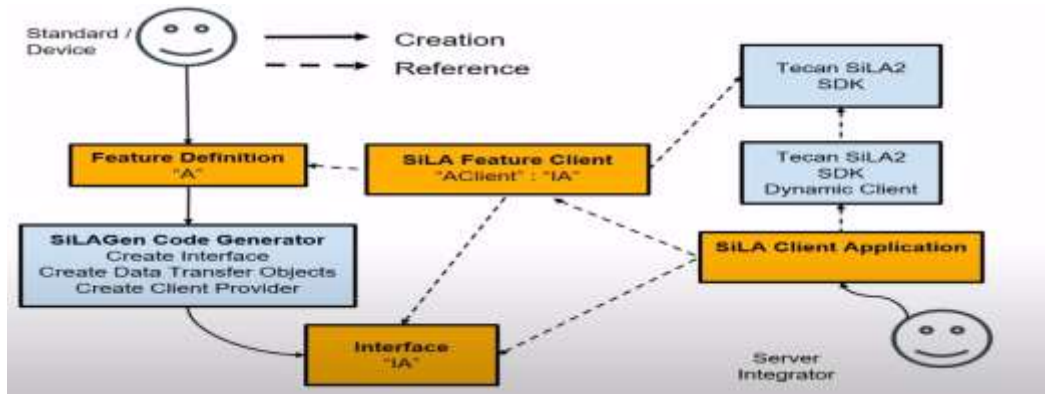 Standard /
Device
Creation
Reference
Tecan SiLA2
SDK
Feature Definition
"A"
SiLA Feature Client
"AClient" : "IA"
Tecan SiLA2
SDK
Dynamic Client
SiLAGen Code Generator
Create Interface
Create Data Transfer Objects
Create Client Provider
SiLA Client Application
Interface
"IA"
Server
Integrator